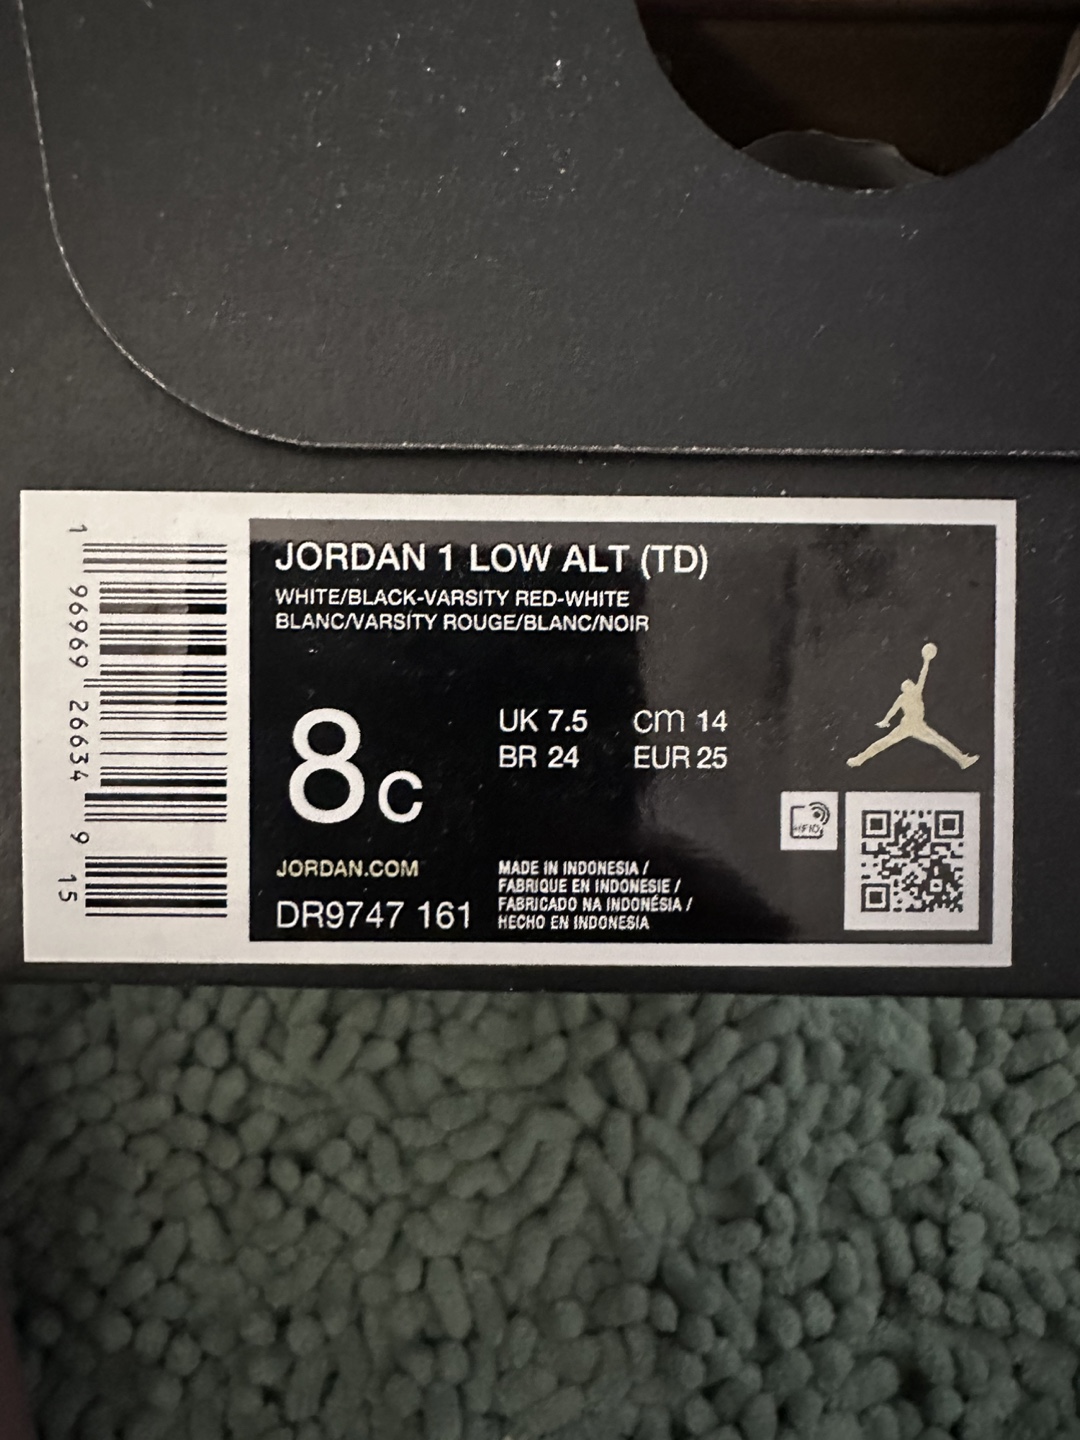 JORDAN 1 LOW ALT (TD)
WHITE/BLACK-VARSITY RED-WHITE
BLANC/VARSITY ROUGE/BLANC/NOIR
8c
UK 7.5 cm 14
BR 24 EUR 25
JORDAN.COM
DR9747 161
MADE IN INDONESIA /
FABRIQUE EN INDONESIE /
FABRICADO NA INDONÉSIA /
HECHO EN INDONESIA
1 96969 26634 9 15